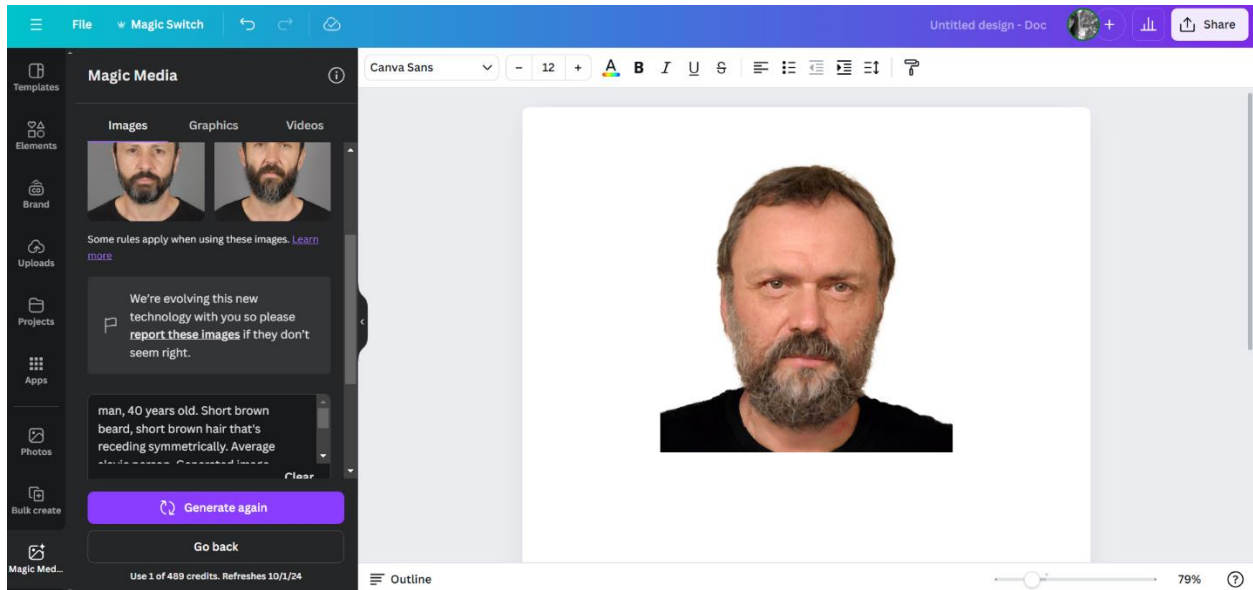 File
Magic Switch
Untitled design - Doc
Share
Templates
Elements
Brand
Uploads
Projects
Apps
Photos
Bulk create
Magic Med...
Magic Media
Images Graphics Videos
Some rules apply when using these images. Learn
more
We're evolving this new
technology with you so please
report these images if they don't
seem right.
man, 40 years old. Short brown
beard, short brown hair that's
receding symmetrically. Average
Clear
Generate again
Go back
Use 1 of 489 credits. Refreshes 10/1/24
Canva Sans
- 12 +
A B I U S
Outline
79%